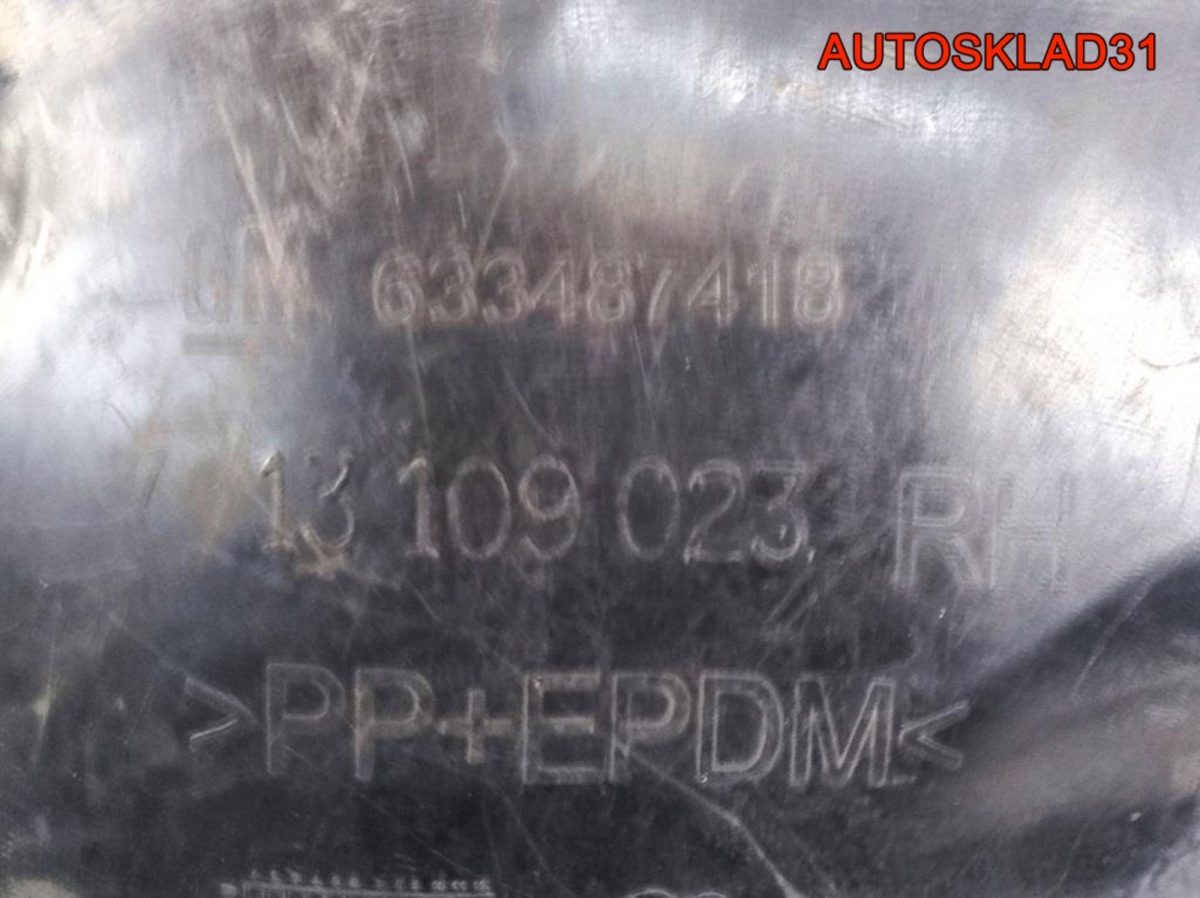 AUTOSKLAD31
GM 633487418
13 109 023 RH
>PP+EPDM<